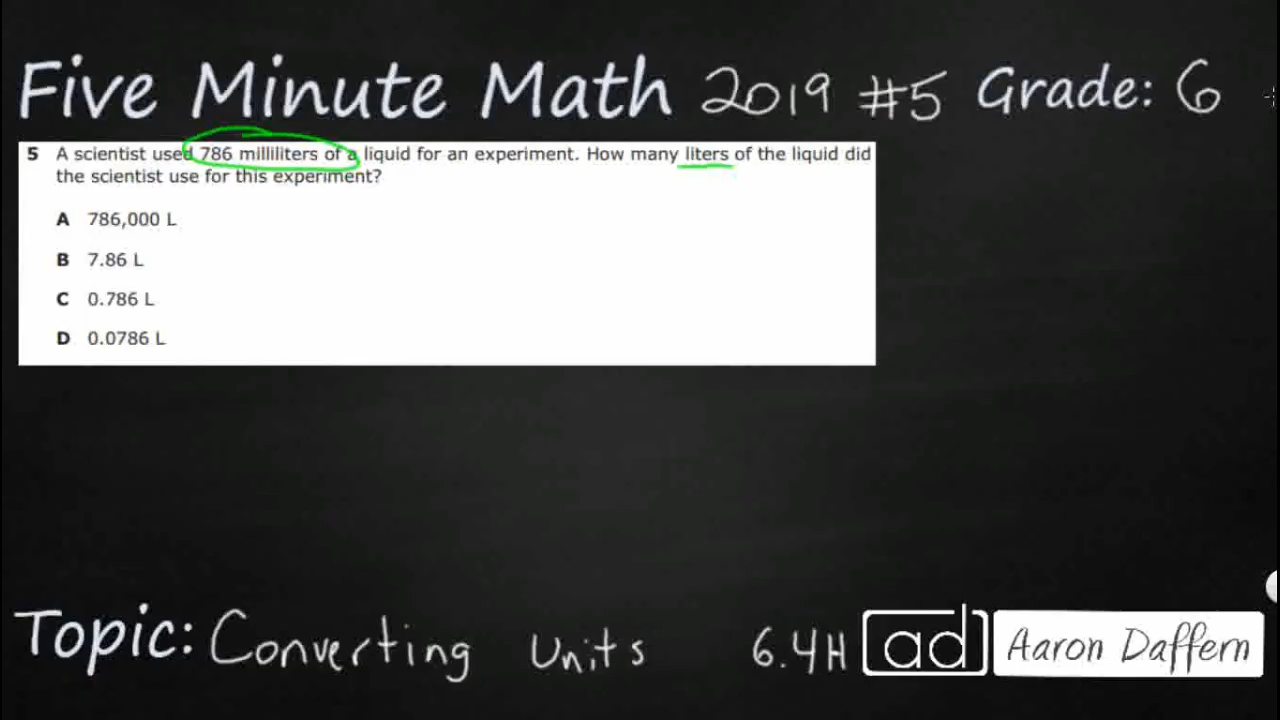 Five Minute Math 2019 #5 Grade: 6
5 A scientist used 786 milliliters of a liquid for an experiment. How many liters of the liquid did
the scientist use for this experiment?
A 786,000 L
B 7.86 L
C 0.786 L
D 0.0786 L
Topic: Converting Units 6.4H ad Aaron Daffern